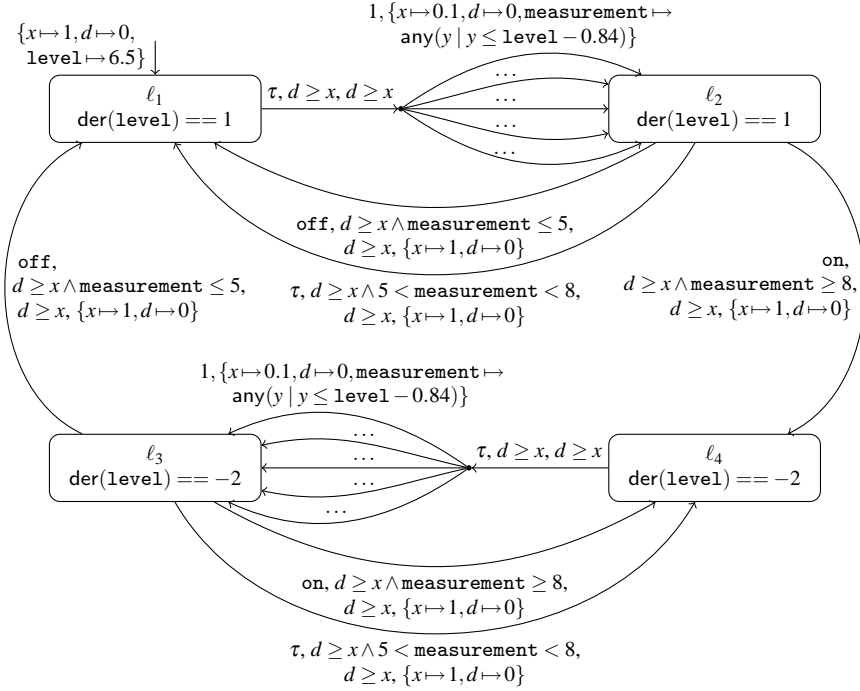 {x ↦ 1, d ↦ 0,
level ↦ 6.5}
1, {x ↦ 0.1, d ↦ 0, measurement ↦
any(y | y ≤ level − 0.84)}
ℓ1
der(level) == 1
τ, d ≥ x, d ≥ x
...
...
...
...
ℓ2
der(level) == 1
off, d ≥ x ∧ measurement ≤ 5,
d ≥ x, {x ↦ 1, d ↦ 0}
τ, d ≥ x ∧ 5 < measurement < 8,
d ≥ x, {x ↦ 1, d ↦ 0}
off,
d ≥ x ∧ measurement ≤ 5,
d ≥ x, {x ↦ 1, d ↦ 0}
on,
d ≥ x ∧ measurement ≥ 8,
d ≥ x, {x ↦ 1, d ↦ 0}
1, {x ↦ 0.1, d ↦ 0, measurement ↦
any(y | y ≤ level − 0.84)}
ℓ3
der(level) == −2
...
...
...
...
τ, d ≥ x, d ≥ x
ℓ4
der(level) == −2
on, d ≥ x ∧ measurement ≥ 8,
d ≥ x, {x ↦ 1, d ↦ 0}
τ, d ≥ x ∧ 5 < measurement < 8,
d ≥ x, {x ↦ 1, d ↦ 0}